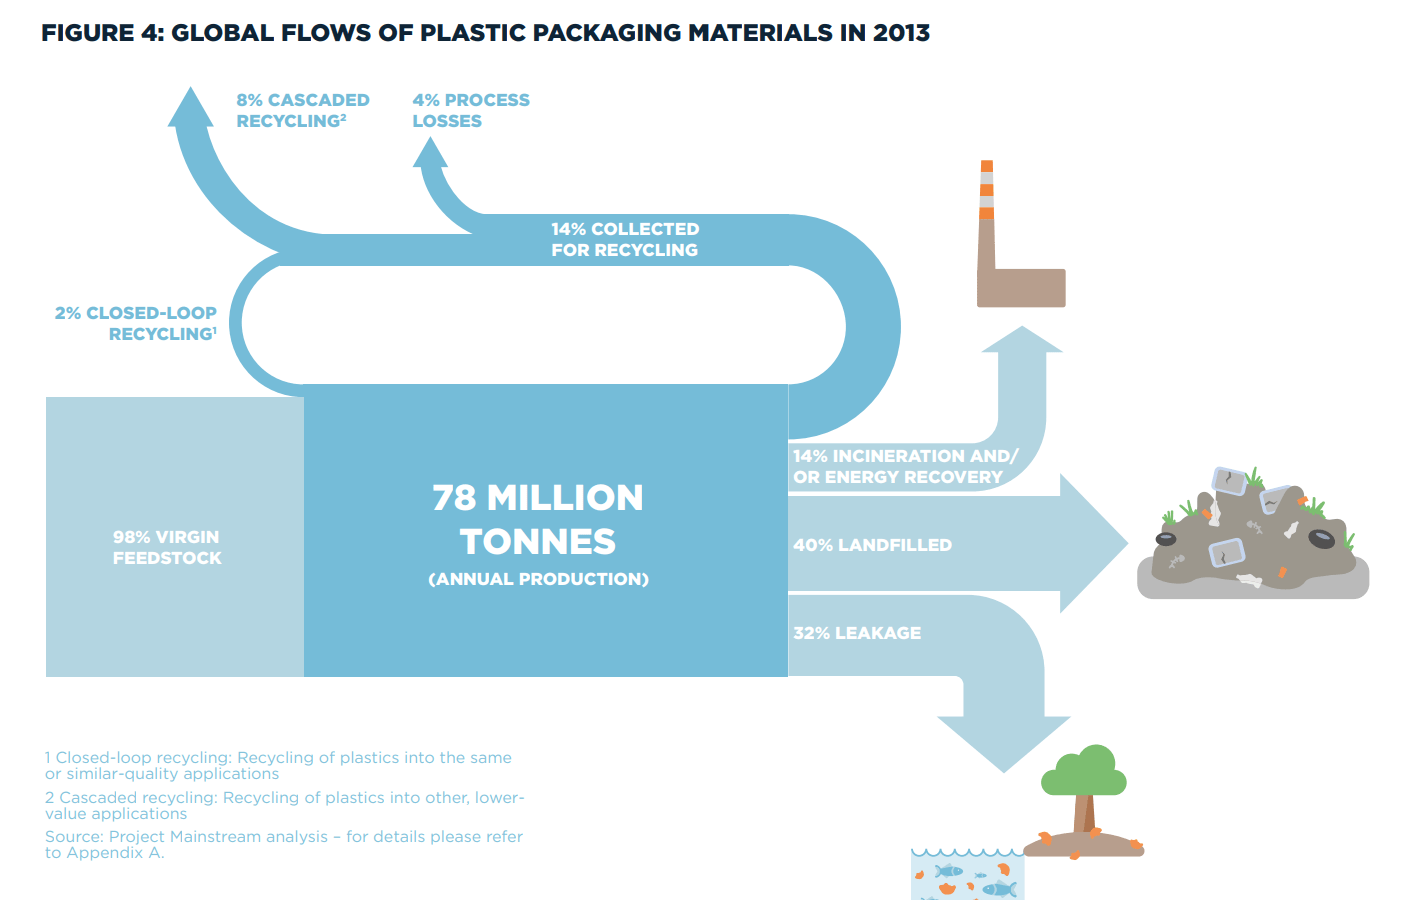 FIGURE 4: GLOBAL FLOWS OF PLASTIC PACKAGING MATERIALS IN 2013
8% CASCADED
RECYCLING²
4% PROCESS
LOSSES
14% COLLECTED
FOR RECYCLING
2% CLOSED-LOOP
RECYCLING¹
14% INCINERATION AND/
OR ENERGY RECOVERY
98% VIRGIN
FEEDSTOCK
78 MILLION
TONNES
(ANNUAL PRODUCTION)
40% LANDFILLED
32% LEAKAGE
1 Closed-loop recycling: Recycling of plastics into the same
or similar-quality applications
2 Cascaded recycling: Recycling of plastics into other, lower-
value applications
Source: Project Mainstream analysis – for details please refer
to Appendix A.